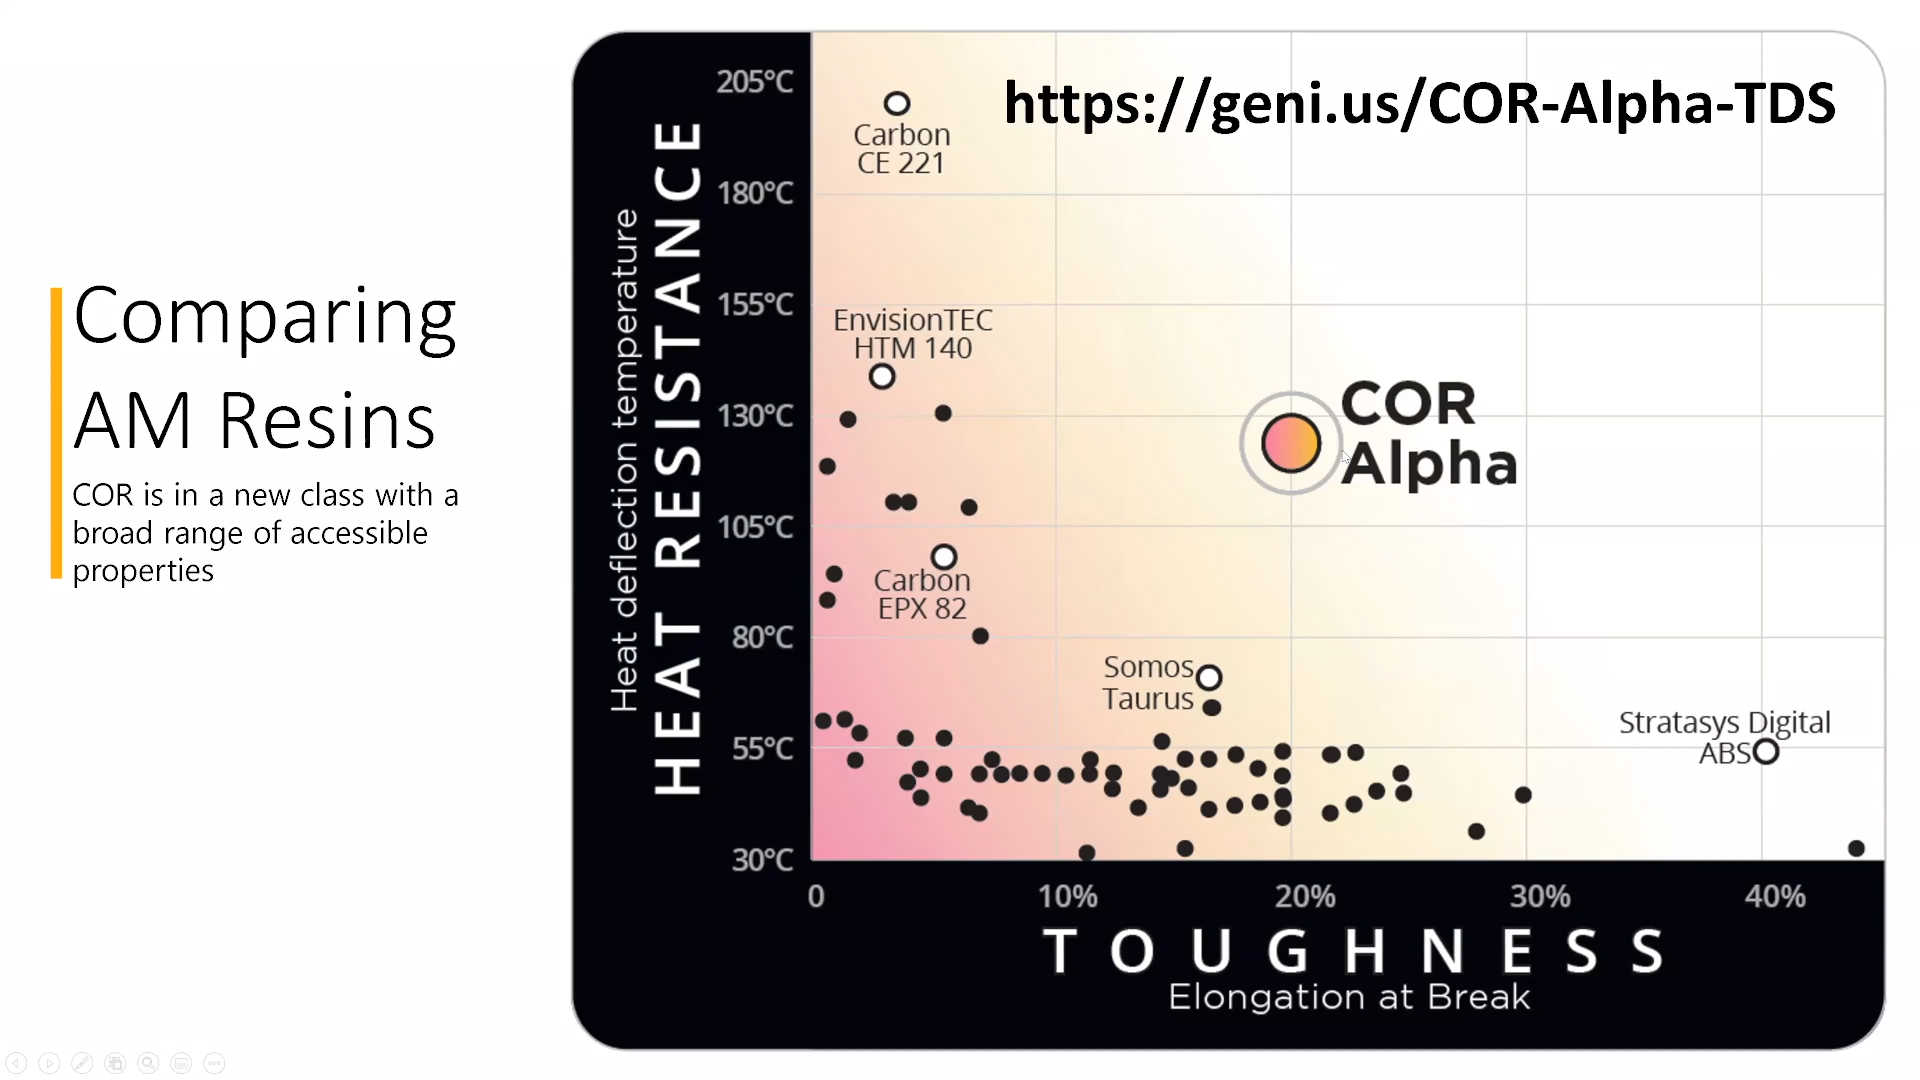 Comparing
AM Resins
COR is in a new class with a
broad range of accessible
properties
https://geni.us/COR-Alpha-TDS
HEAT RESISTANCE
Heat deflection temperature
205°C
180°C
155°C
130°C
105°C
80°C
55°C
30°C
Carbon
CE 221
EnvisionTEC
HTM 140
COR
Alpha
Carbon
EPX 82
Somos
Taurus
Stratasys Digital
ABS
0
10%
20%
30%
40%
TOUGHNESS
Elongation at Break